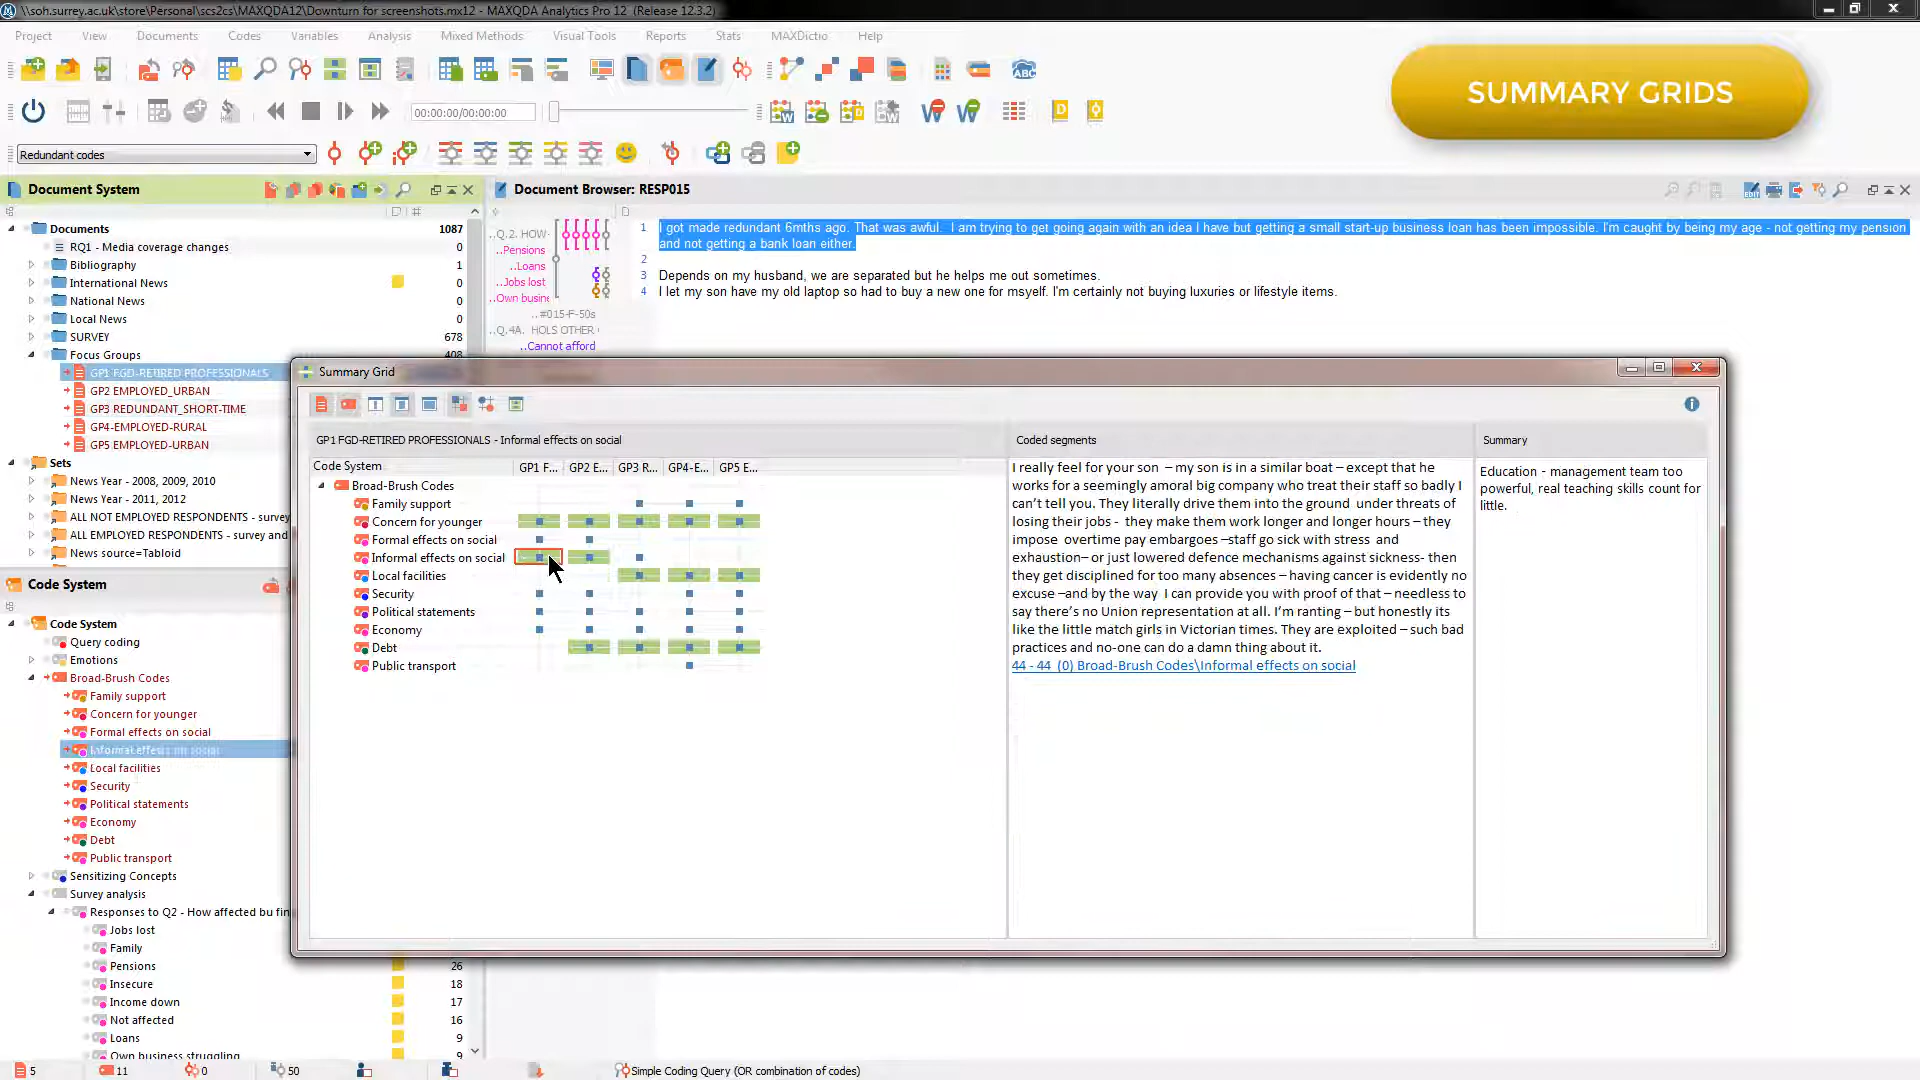 \\soh.surrey.ac.uk\store\Personal\scs2cs\MAXQDA12\Downturn for screenshots.mx12 - MAXQDA Analytics Pro 12 (Release 12.3.2)
Project View Documents Codes Variables Analysis Mixed Methods Visual Tools Reports Stats MAXDictio Help
SUMMARY GRIDS
00:00:00/00:00:00
Redundant codes
Document System
Documents 1087
RQ1 - Media coverage changes 0
Bibliography 1
International News 0
National News 0
Local News 0
SURVEY 678
Focus Groups 408
GP1 FGD-RETIRED PROFESSIONALS
GP2 EMPLOYED_URBAN
GP3 REDUNDANT_SHORT-TIME
GP4-EMPLOYED-RURAL
GP5 EMPLOYED-URBAN
Sets
News Year - 2008, 2009, 2010
News Year - 2011, 2012
ALL NOT EMPLOYED RESPONDENTS - survey
ALL EMPLOYED RESPONDENTS - survey and
News source=Tabloid
Document Browser: RESP015
..Q.2. HOW
..Pensions
..Loans
..Jobs lost
..Own busine
..#015-F-50s
..Q.4A. HOLS OTHER
..Cannot afford
1 I got made redundant 6mths ago. That was awful. I am trying to get going again with an idea I have but getting a small start-up business loan has been impossible. I'm caught by being my age - not getting my pension
and not getting a bank loan either.
2
3 Depends on my husband, we are separated but he helps me out sometimes.
4 I let my son have my old laptop so had to buy a new one for msyelf. I'm certainly not buying luxuries or lifestyle items.
Code System
Code System
Query coding
Emotions
Broad-Brush Codes
Family support
Concern for younger
Formal effects on social
Informal effects on social
Local facilities
Security
Political statements
Economy
Debt
Public transport
Sensitizing Concepts
Survey analysis
Responses to Q2 - How affected bu fin
Jobs lost
Family
Pensions 26
Insecure 18
Income down 17
Not affected 16
Loans 9
Own business struggling 9
Summary Grid
GP1 FGD-RETIRED PROFESSIONALS - Informal effects on social
Code System GP1 F... GP2 E... GP3 R... GP4-E... GP5 E...
Broad-Brush Codes
Family support
Concern for younger
Formal effects on social
Informal effects on social
Local facilities
Security
Political statements
Economy
Debt
Public transport
Coded segments
I really feel for your son – my son is in a similar boat – except that he
works for a seemingly amoral big company who treat their staff so badly I
can't tell you. They literally drive them into the ground under threats of
losing their jobs - they make them work longer and longer hours – they
impose overtime pay embargoes –staff go sick with stress and
exhaustion– or just lowered defence mechanisms against sickness- then
they get disciplined for too many absences – having cancer is evidently no
excuse –and by the way I can provide you with proof of that – needless to
say there's no Union representation at all. I'm ranting – but honestly its
like the little match girls in Victorian times. They are exploited – such bad
practices and no-one can do a damn thing about it.
44 - 44 (0) Broad-Brush Codes\Informal effects on social
Summary
Education - management team too
powerful, real teaching skills count for
little.
5 11 0 50 Simple Coding Query (OR combination of codes)